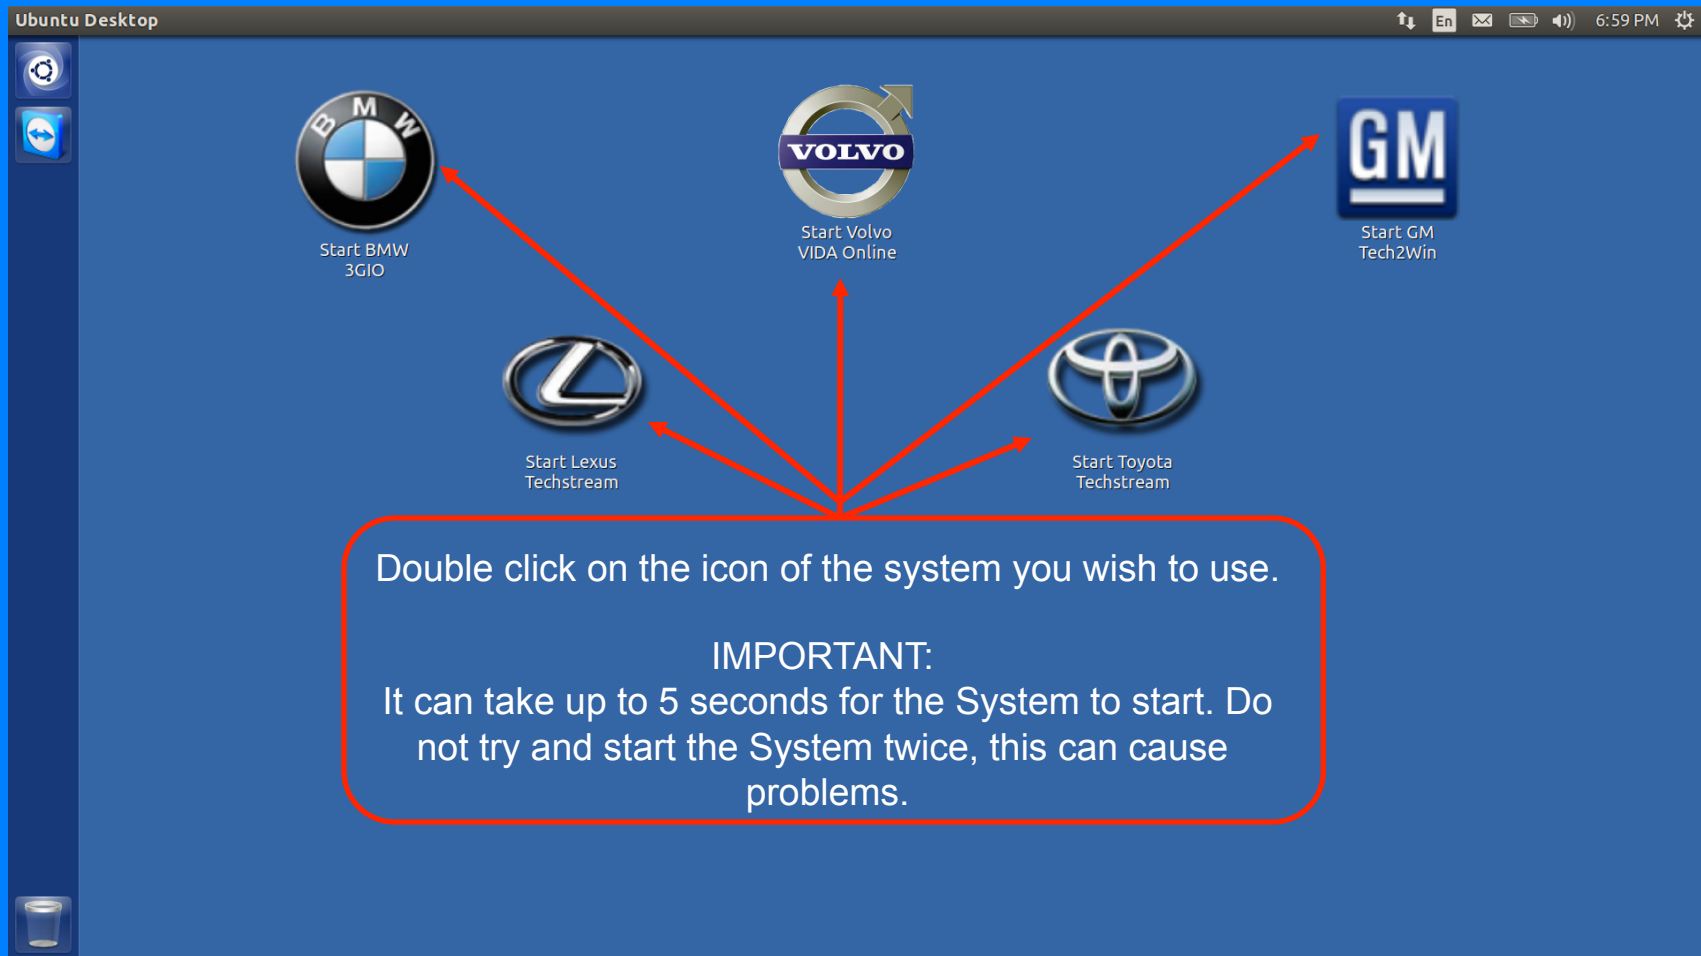 Ubuntu Desktop
En
6:59 PM
BMW
VOLVO
GM
Start BMW
3GIO
Start Volvo
VIDA Online
Start GM
Tech2Win
Start Lexus
Techstream
Start Toyota
Techstream
Double click on the icon of the system you wish to use.
IMPORTANT:
It can take up to 5 seconds for the System to start. Do
not try and start the System twice, this can cause
problems.